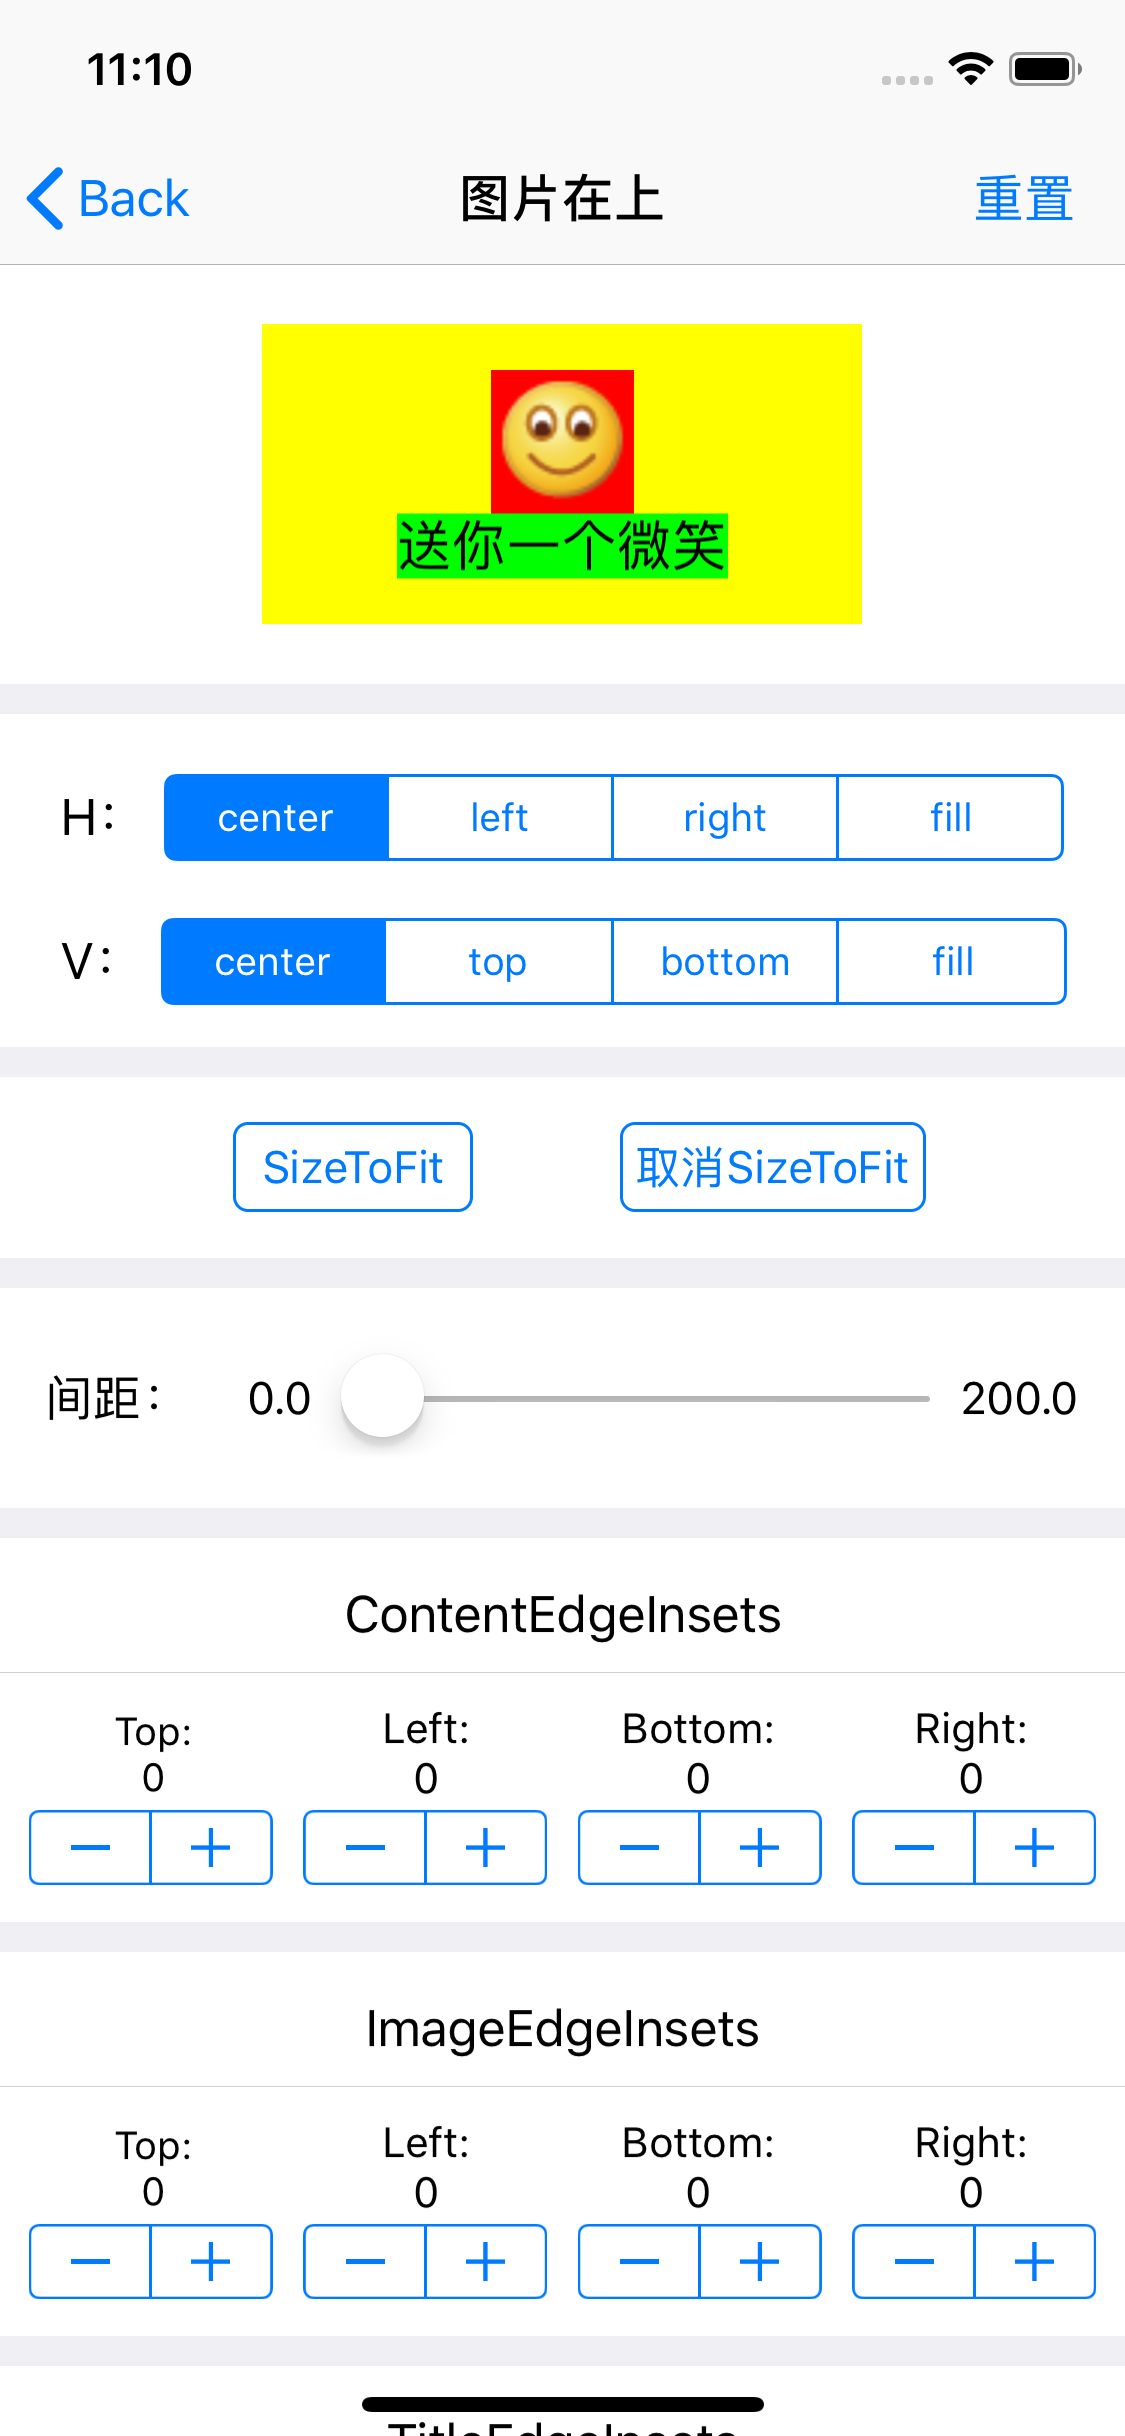 11:10
Back 图片在上 重置
送你一个微笑
H: center left right fill
V: center top bottom fill
SizeToFit 取消SizeToFit
间距: 0.0 200.0
ContentEdgeInsets
Top: Left: Bottom: Right:
0 0 0 0
− + − + − + − +
ImageEdgeInsets
Top: Left: Bottom: Right:
0 0 0 0
− + − + − + − +
TitleEdgeInsets